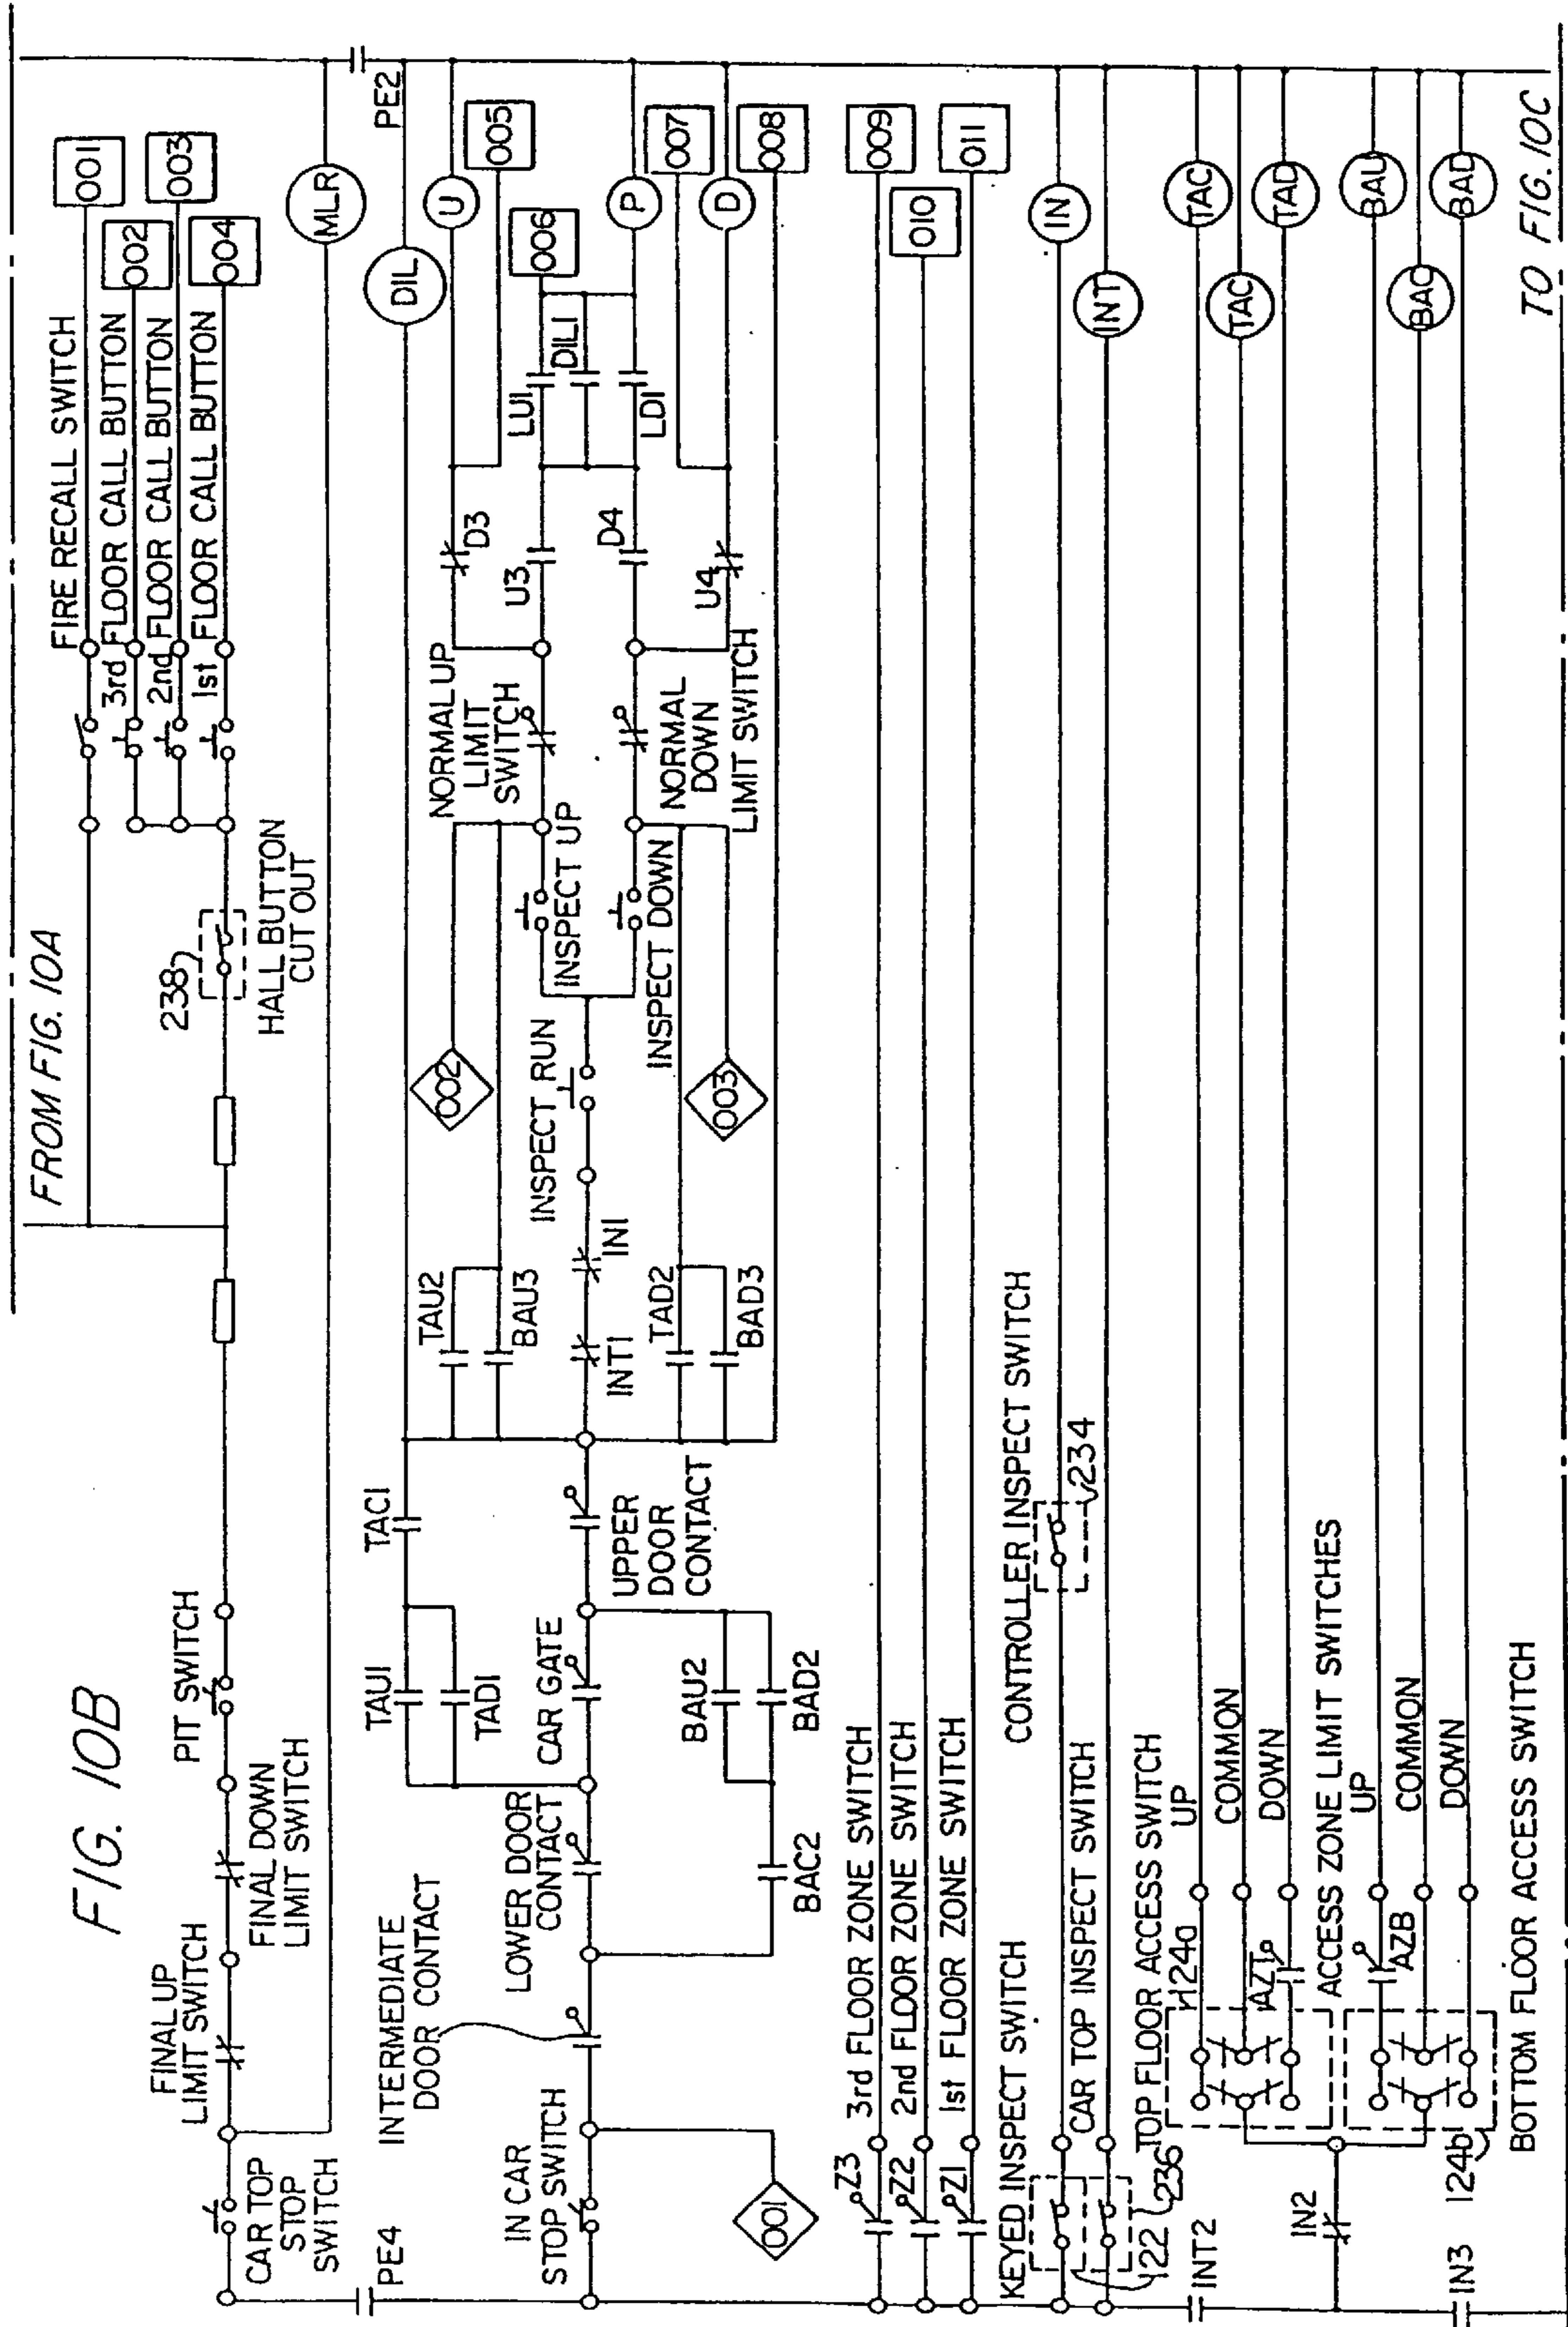 FIG. 10B
FROM FIG. 10A
FINAL UP
LIMIT SWITCH
FINAL DOWN
LIMIT SWITCH
PIT SWITCH
CAR TOP
STOP
SWITCH
238
HALL BUTTON
CUT OUT
FIRE RECALL SWITCH
3rd FLOOR CALL BUTTON
2nd FLOOR CALL BUTTON
1st FLOOR CALL BUTTON
001
002
003
004
MLR
PE4
PE2
INTERMEDIATE
DOOR CONTACT
IN CAR
STOP SWITCH
001
LOWER DOOR
CONTACT
CAR GATE
TAU1
TAD1
TAC1
UPPER
DOOR
CONTACT
BAC2
BAU2
BAD2
TAU2
BAU3
INT1
IN1
TAD2
BAD3
INSPECT RUN
002
003
INSPECT UP
INSPECT DOWN
NORMAL UP
LIMIT
SWITCH
NORMAL
DOWN
LIMIT SWITCH
D3
U3
D4
U4
LU1
DIL1
LD1
DIL
U
005
006
P
007
D
008
Z3 3rd FLOOR ZONE SWITCH
009
Z2 2nd FLOOR ZONE SWITCH
010
Z1 1st FLOOR ZONE SWITCH
011
KEYED INSPECT SWITCH
CONTROLLER INSPECT SWITCH
234
IN
CAR TOP INSPECT SWITCH
INT
122
236
INT2
TOP FLOOR ACCESS SWITCH
124a
UP
TAC
COMMON
TAC
AZT
DOWN
TAD
IN2
ACCESS ZONE LIMIT SWITCHES
UP
AZB
BAU
COMMON
BAC
DOWN
BAD
IN3
124b
BOTTOM FLOOR ACCESS SWITCH
TO FIG. 10C